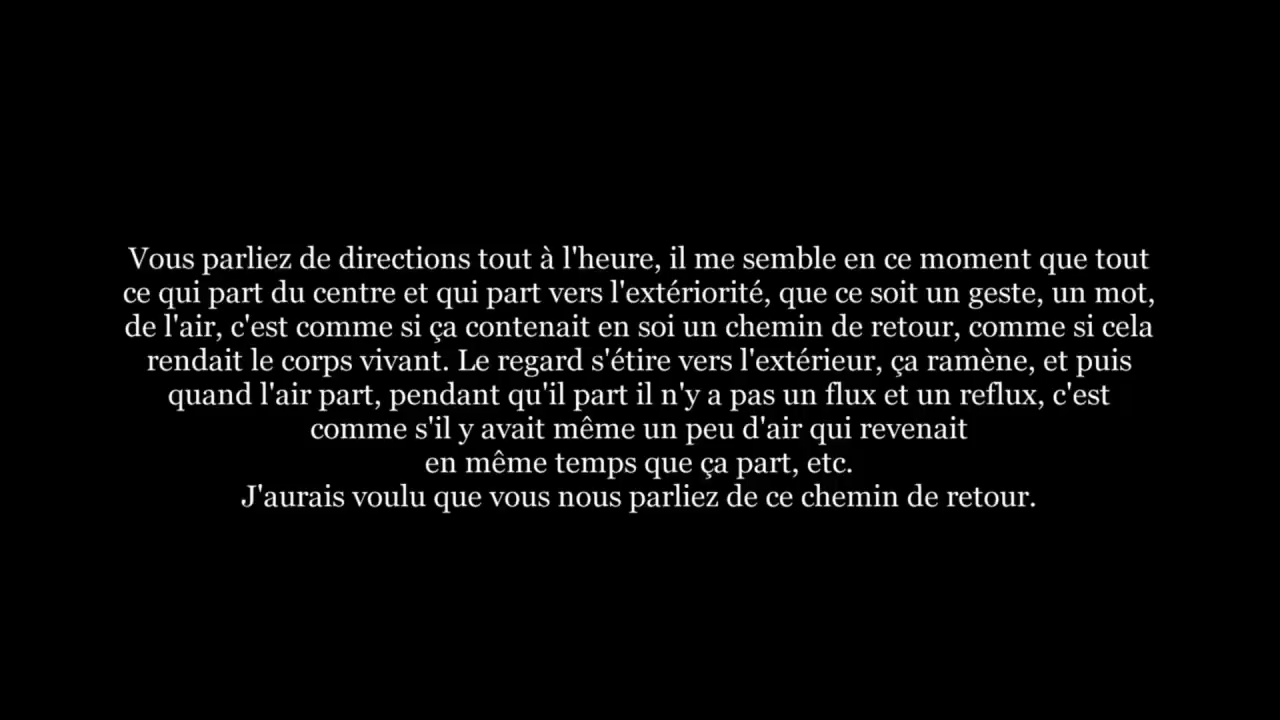 Vous parliez de directions tout à l'heure, il me semble en ce moment que tout
ce qui part du centre et qui part vers l'extériorité, que ce soit un geste, un mot,
de l'air, c'est comme si ça contenait en soi un chemin de retour, comme si cela
rendait le corps vivant. Le regard s'étire vers l'extérieur, ça ramène, et puis
quand l'air part, pendant qu'il part il n'y a pas un flux et un reflux, c'est
comme s'il y avait même un peu d'air qui revenait
en même temps que ça part, etc.
J'aurais voulu que vous nous parliez de ce chemin de retour.